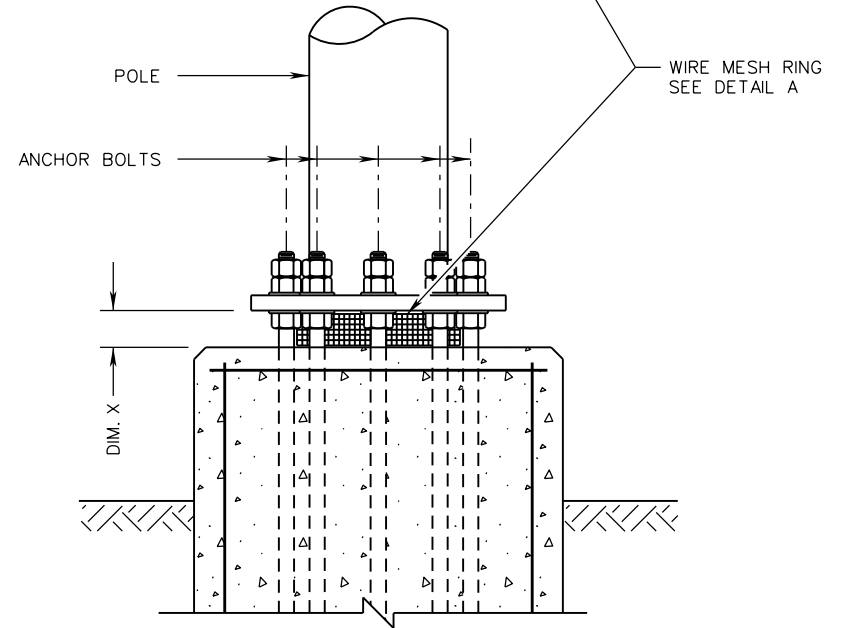 POLE
WIRE MESH RING
SEE DETAIL A
ANCHOR BOLTS
DIM. X